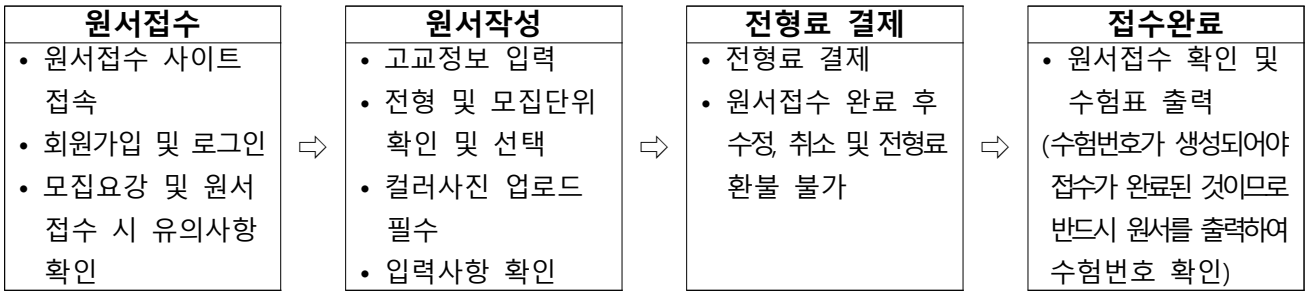 원서접수
• 원서접수 사이트
접속
• 회원가입 및 로그인
• 모집요강 및 원서
접수 시 유의사항
확인
⇨
원서작성
• 고교정보 입력
• 전형 및 모집단위
확인 및 선택
• 컬러사진 업로드
필수
• 입력사항 확인
⇨
전형료 결제
• 전형료 결제
• 원서접수 완료 후
수정, 취소 및 전형료
환불 불가
⇨
접수완료
• 원서접수 확인 및
수험표 출력
(수험번호가 생성되어야
접수가 완료된 것이므로
반드시 원서를 출력하여
수험번호 확인)